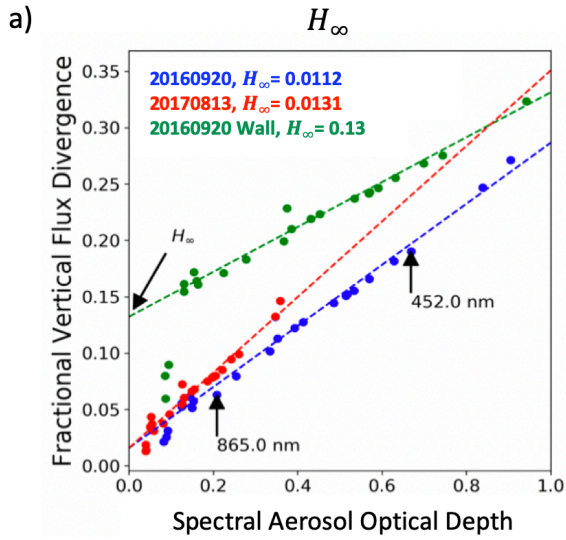 a)
H∞
20160920, H∞= 0.0112
20170813, H∞= 0.0131
20160920 Wall, H∞= 0.13
Fractional Vertical Flux Divergence
0.35
0.30
0.25
0.20
0.15
0.10
0.05
0.00
H∞
452.0 nm
865.0 nm
0.0 0.2 0.4 0.6 0.8 1.0
Spectral Aerosol Optical Depth